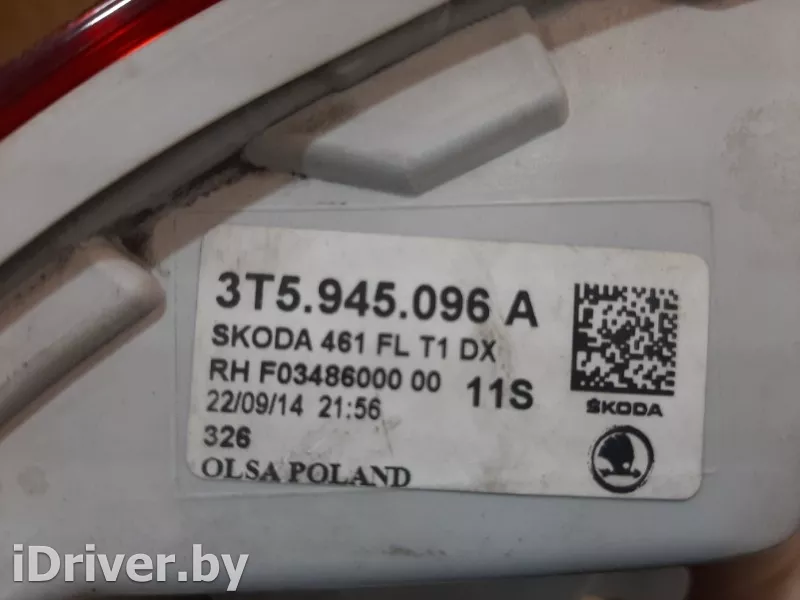 3T5.945.096 A
SKODA 461 FL T1 DX
RH F03486000 00 11S
22/09/14 21:56
326
OLSA POLAND
ŠKODA
iDriver.by